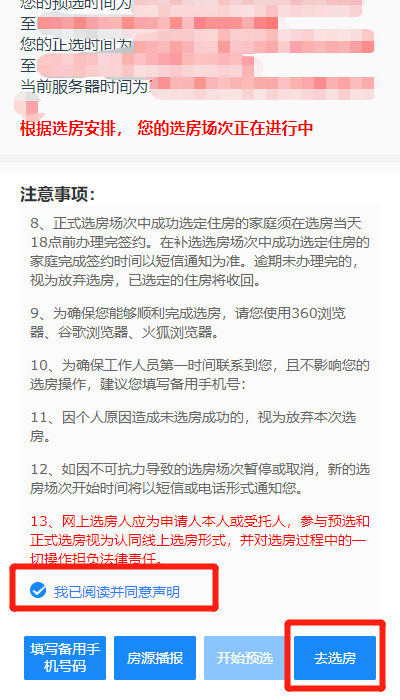 您的预选时间为
至
您的正选时间为
至
当前服务器时间为
根据选房安排， 您的选房场次正在进行中
注意事项：
8、正式选房场次中成功选定住房的家庭须在选房当天
18点前办理完签约。在补选选房场次中成功选定住房的
家庭完成签约时间以短信通知为准。逾期未办理完的，
视为放弃选房，已选定的住房将收回。
9、为确保您能够顺利完成选房，请您使用360浏览
器、谷歌浏览器、火狐浏览器。
10、为确保工作人员第一时间联系到您，且不影响您的
选房操作，建议您填写备用手机号：
11、因个人原因造成未选房成功的，视为放弃本次选
房。
12、如因不可抗力导致的选房场次暂停或取消，新的选
房场次开始时间将以短信或电话形式通知您。
13、网上选房人应为申请人本人或受托人，参与预选和
正式选房视为认同线上选房形式，并对选房过程中的一
切操作担负法律责任。
我已阅读并同意声明
填写备用手
机号码
房源播报
开始预选
去选房